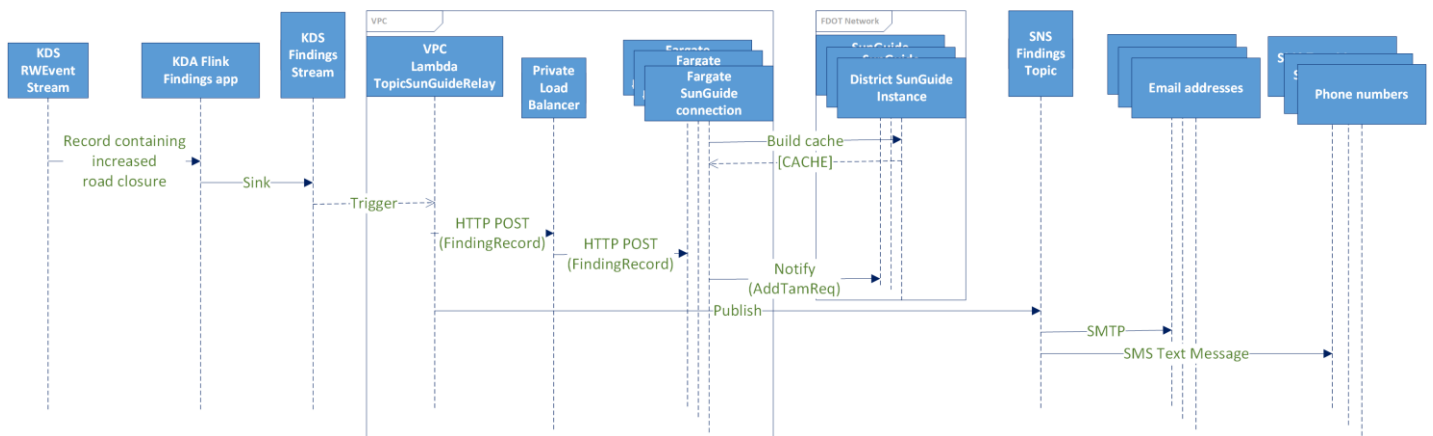 VPC
FDOT Network
KDS
RWEvent
Stream
KDA Flink
Findings app
KDS
Findings
Stream
VPC
Lambda
TopicSunGuideRelay
Private
Load
Balancer
Fargate
Fargate
Fargate
SunGuide
connection
SunGuide
District SunGuide
Instance
SNS
Findings
Topic
Email addresses
Phone numbers
Build cache
[CACHE]
Record containing
increased
road closure
Sink
Trigger
HTTP POST
(FindingRecord)
HTTP POST
(FindingRecord)
Notify
(AddTamReq)
Publish
SMTP
SMS Text Message